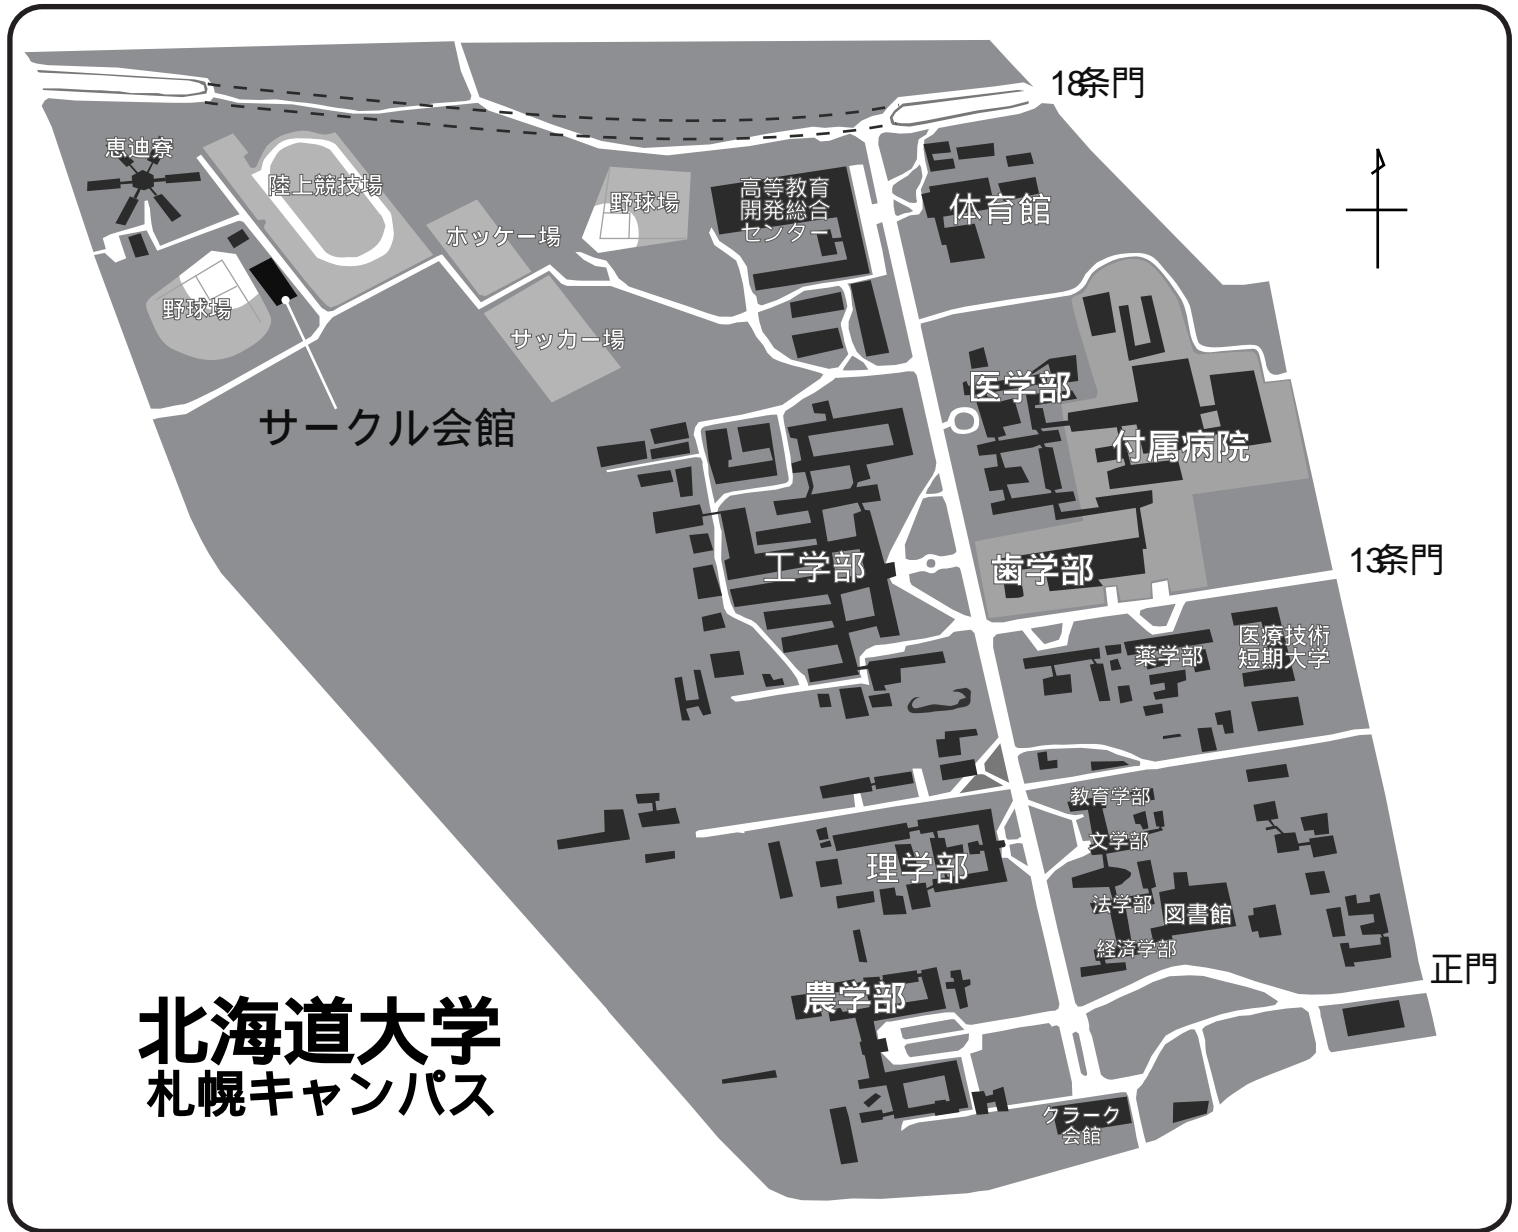 18条門
恵迪寮
陸上競技場
野球場
高等教育
開発総合
センター
体育館
ホッケー場
野球場
サッカー場
サークル会館
医学部
付属病院
工学部
歯学部
13条門
薬学部
医療技術
短期大学
教育学部
文学部
理学部
法学部
図書館
経済学部
正門
農学部
北海道大学
札幌キャンパス
クラーク
会館